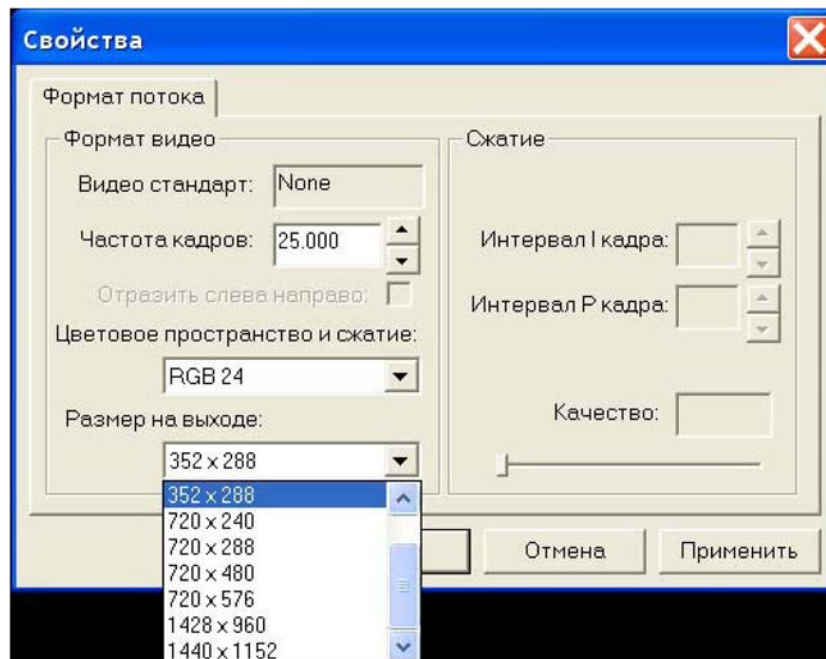 Свойства
Формат потока
Формат видео
Видео стандарт: None
Частота кадров: 25.000
Отразить слева направо:
Цветовое пространство и сжатие:
RGB 24
Размер на выходе:
352 x 288
352 x 288
720 x 240
720 x 288
720 x 480
720 x 576
1428 x 960
1440 x 1152
Сжатие
Интервал I кадра:
Интервал P кадра:
Качество:
Отмена
Применить